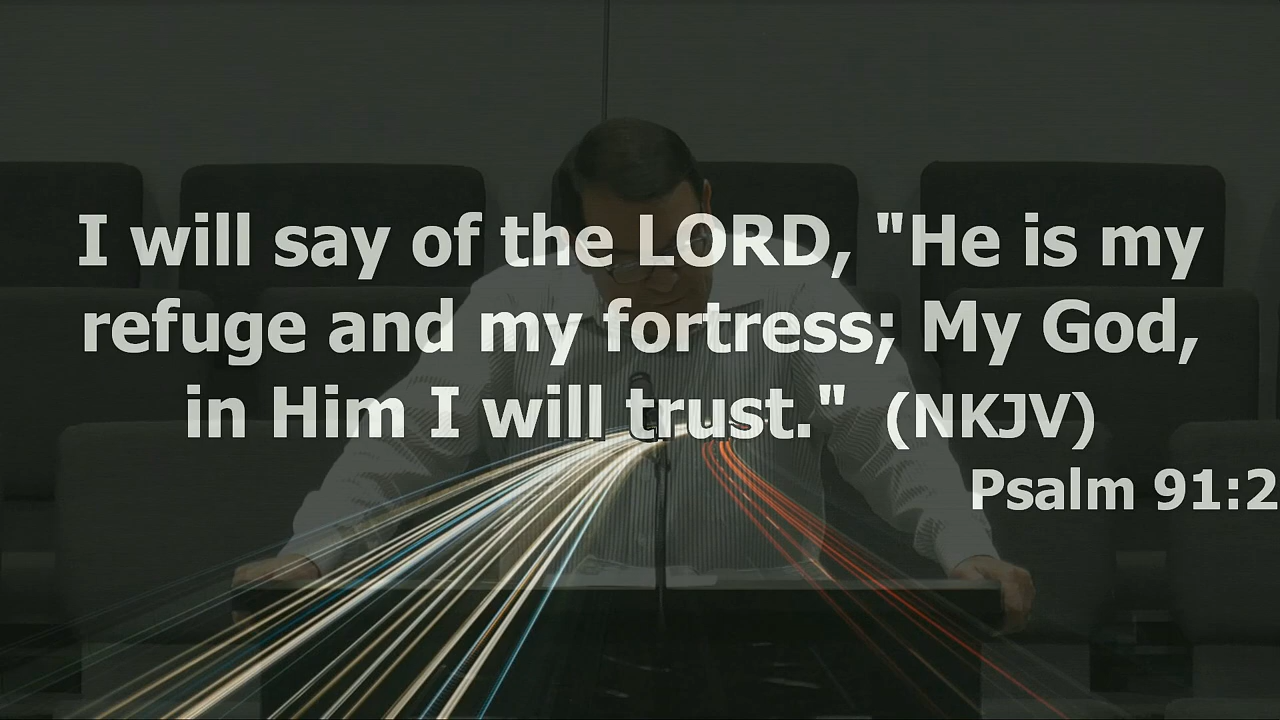 I will say of the LORD, "He is my
refuge and my fortress; My God,
in Him I will trust." (NKJV)
Psalm 91:2